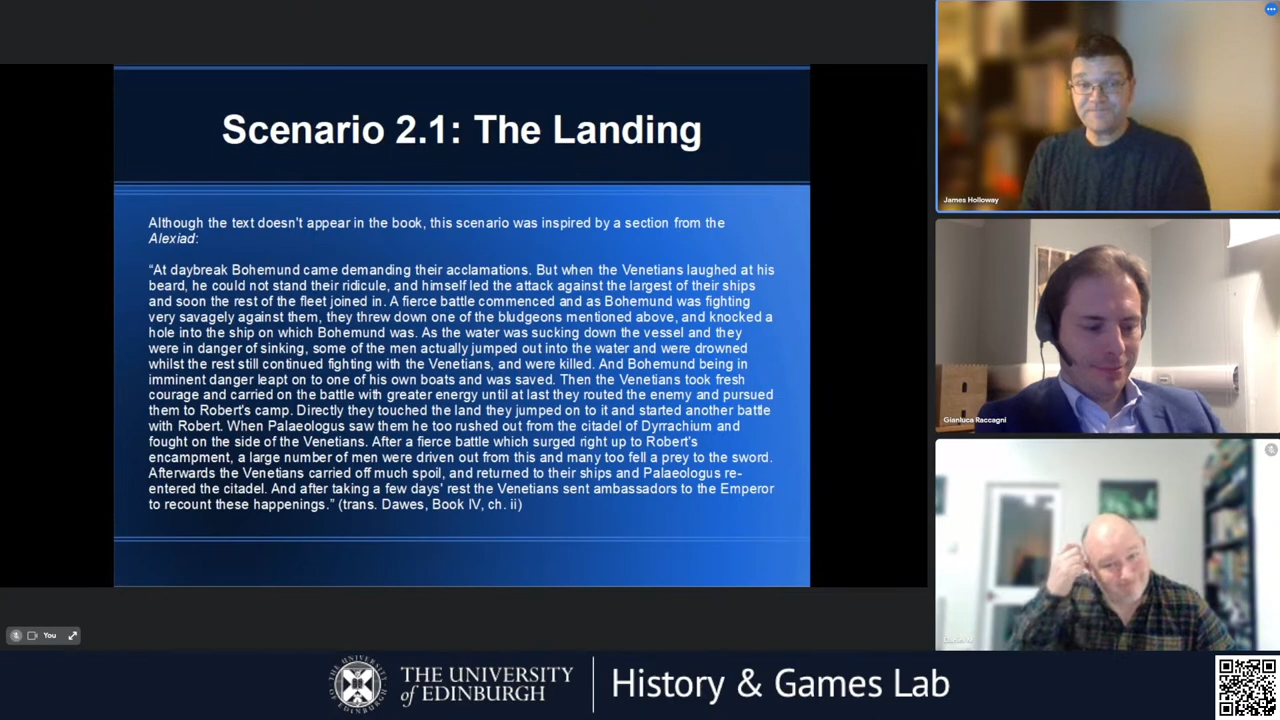 Scenario 2.1: The Landing
Although the text doesn't appear in the book, this scenario was inspired by a section from the
Alexiad:
“At daybreak Bohemund came demanding their acclamations. But when the Venetians laughed at his
beard, he could not stand their ridicule, and himself led the attack against the largest of their ships
and soon the rest of the fleet joined in. A fierce battle commenced and as Bohemund was fighting
very savagely against them, they threw down one of the bludgeons mentioned above, and knocked a
hole into the ship on which Bohemund was. As the water was sucking down the vessel and they
were in danger of sinking, some of the men actually jumped out into the water and were drowned
whilst the rest still continued fighting with the Venetians, and were killed. And Bohemund being in
imminent danger leapt on to one of his own boats and was saved. Then the Venetians took fresh
courage and carried on the battle with greater energy until at last they routed the enemy and pursued
them to Robert's camp. Directly they touched the land they jumped on to it and started another battle
with Robert. When Palaeologus saw them he too rushed out from the citadel of Dyrrachium and
fought on the side of the Venetians. After a fierce battle which surged right up to Robert's
encampment, a large number of men were driven out from this and many too fell a prey to the sword.
Afterwards the Venetians carried off much spoil, and returned to their ships and Palaeologus re-
entered the citadel. And after taking a few days' rest the Venetians sent ambassadors to the Emperor
to recount these happenings.” (trans. Dawes, Book IV, ch. ii)
James Holloway
Gianluca Raccagni
You
THE UNIVERSITY
of EDINBURGH
History & Games Lab